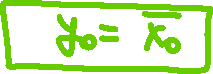 y₀ = x̅₀